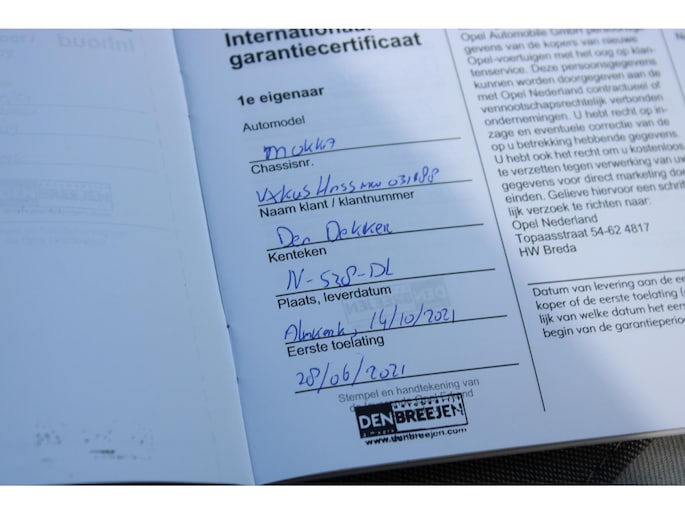 Internationaal
garantiecertificaat
1e eigenaar
Automodel
Mokka
Chassisnr.
Naam klant / klantnummer
Den Dekker
Kenteken
N-538-DL
Plaats, leverdatum
Almkerk, 14/10/2021
Eerste toelating
28/06/2021
Stempel en handtekening van
DEN BREEJEN
www.denbreejen.com
Opel Automobile GmbH
gegevens van de kopers van nieuwe
Opel-voertuigen met het oog op klan-
tenservice. Deze persoonsgegevens
kunnen worden doorgegeven aan de
met Opel Nederland contractueel of
vennootschapsrechtelijk verbonden
ondernemingen. U hebt recht op in-
zage en eventuele correctie van de
op u betrekking hebbende gegevens.
U hebt ook het recht om u kosteloos
te verzetten tegen verwerking van uw
gegevens voor direct marketing doe
einden. Gelieve hiervoor een schrif
lijk verzoek te richten naar:
Opel Nederland
Topaasstraat 54-62 4817
HW Breda
Datum van levering aan de ee
koper of de eerste toelating (
lijk van welke datum het eer
begin van de garantieperio